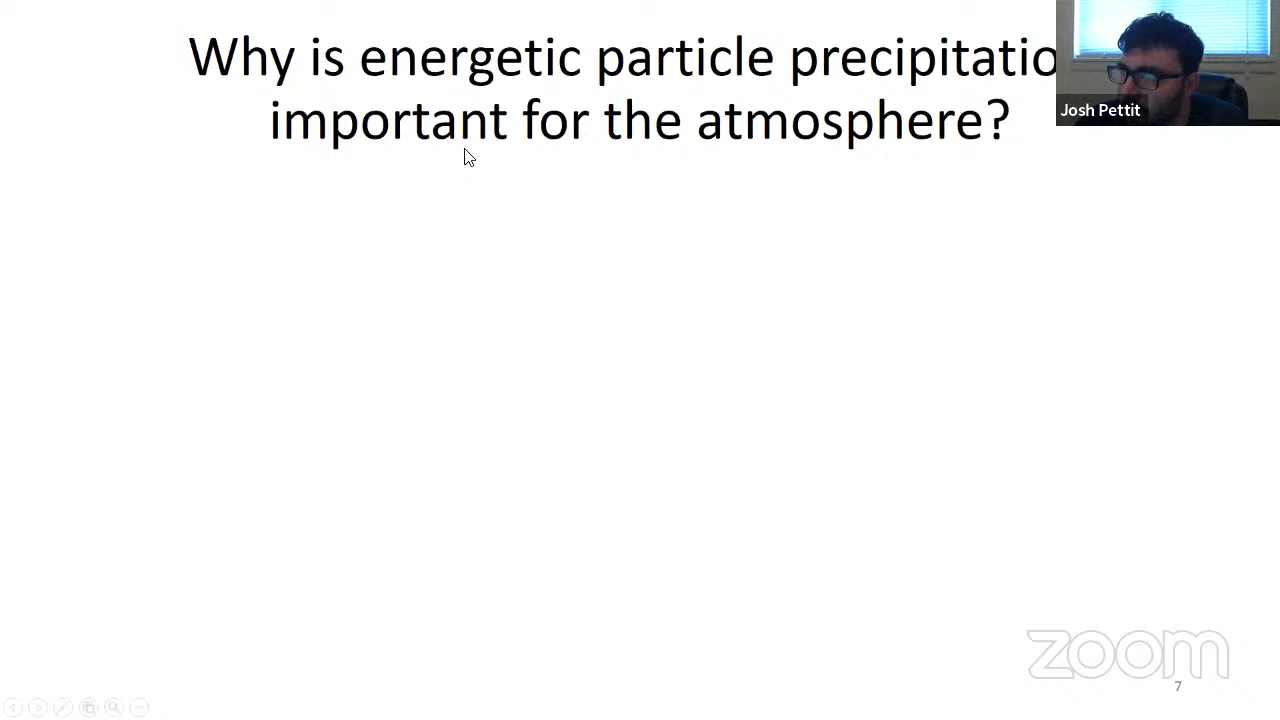 Why is energetic particle precipitatio
important for the atmosphere?
Josh Pettit
zoom
7